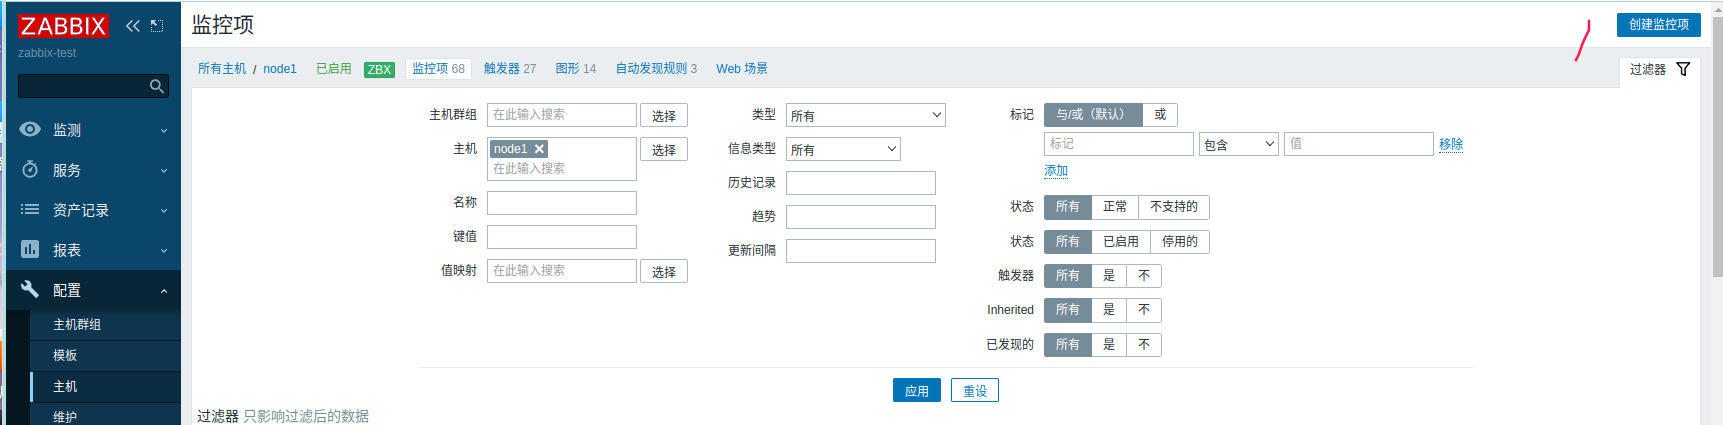 ZABBIX
zabbix-test
监测
服务
资产记录
报表
配置
主机群组
模板
主机
维护
监控项
创建监控项
所有主机 / node1 已启用 ZBX 监控项 68 触发器 27 图形 14 自动发现规则 3 Web 场景
过滤器
主机群组 在此输入搜索 选择
主机 node1 在此输入搜索 选择
名称
键值
值映射 在此输入搜索 选择
类型 所有
信息类型 所有
历史记录
趋势
更新间隔
标记 与/或（默认） 或
标记 包含 值 移除
添加
状态 所有 正常 不支持的
状态 所有 已启用 停用的
触发器 所有 是 不
Inherited 所有 是 不
已发现的 所有 是 不
应用 重设
过滤器 只影响过滤后的数据